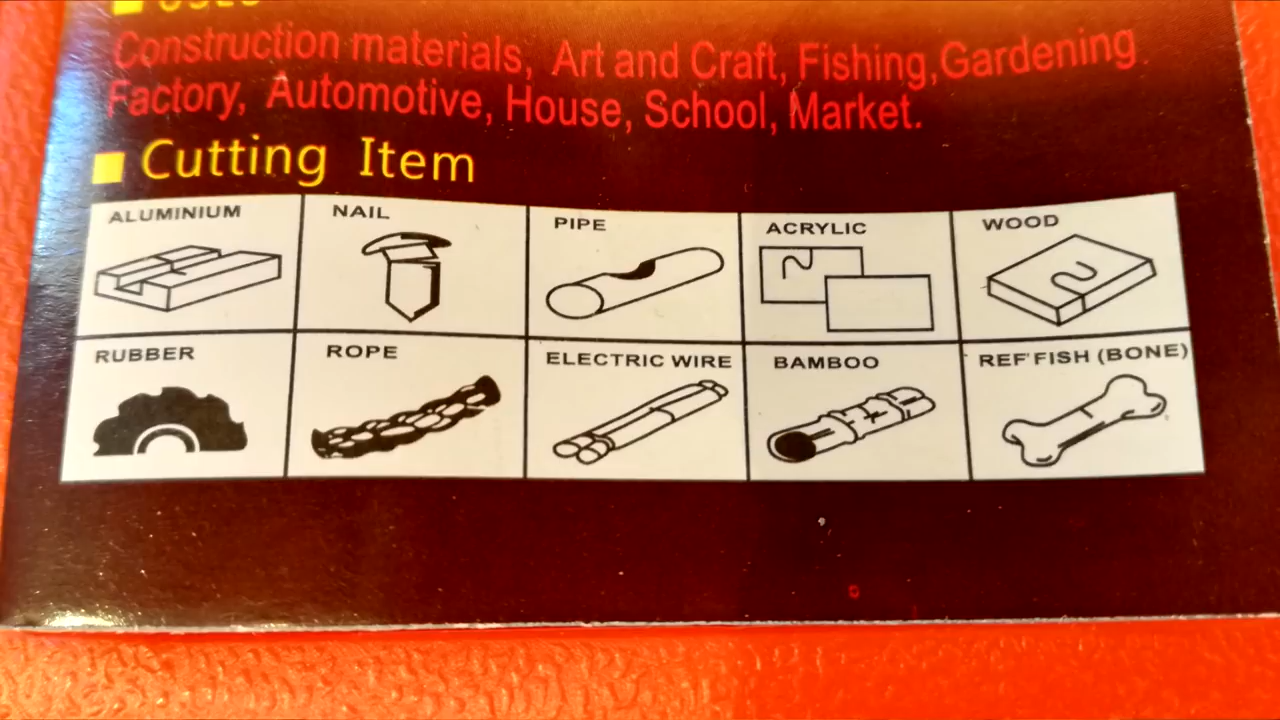 USES
Construction materials, Art and Craft, Fishing, Gardening.
Factory, Automotive, House, School, Market.
Cutting Item
ALUMINIUM NAIL PIPE ACRYLIC WOOD
RUBBER ROPE ELECTRIC WIRE BAMBOO REF'FISH (BONE)